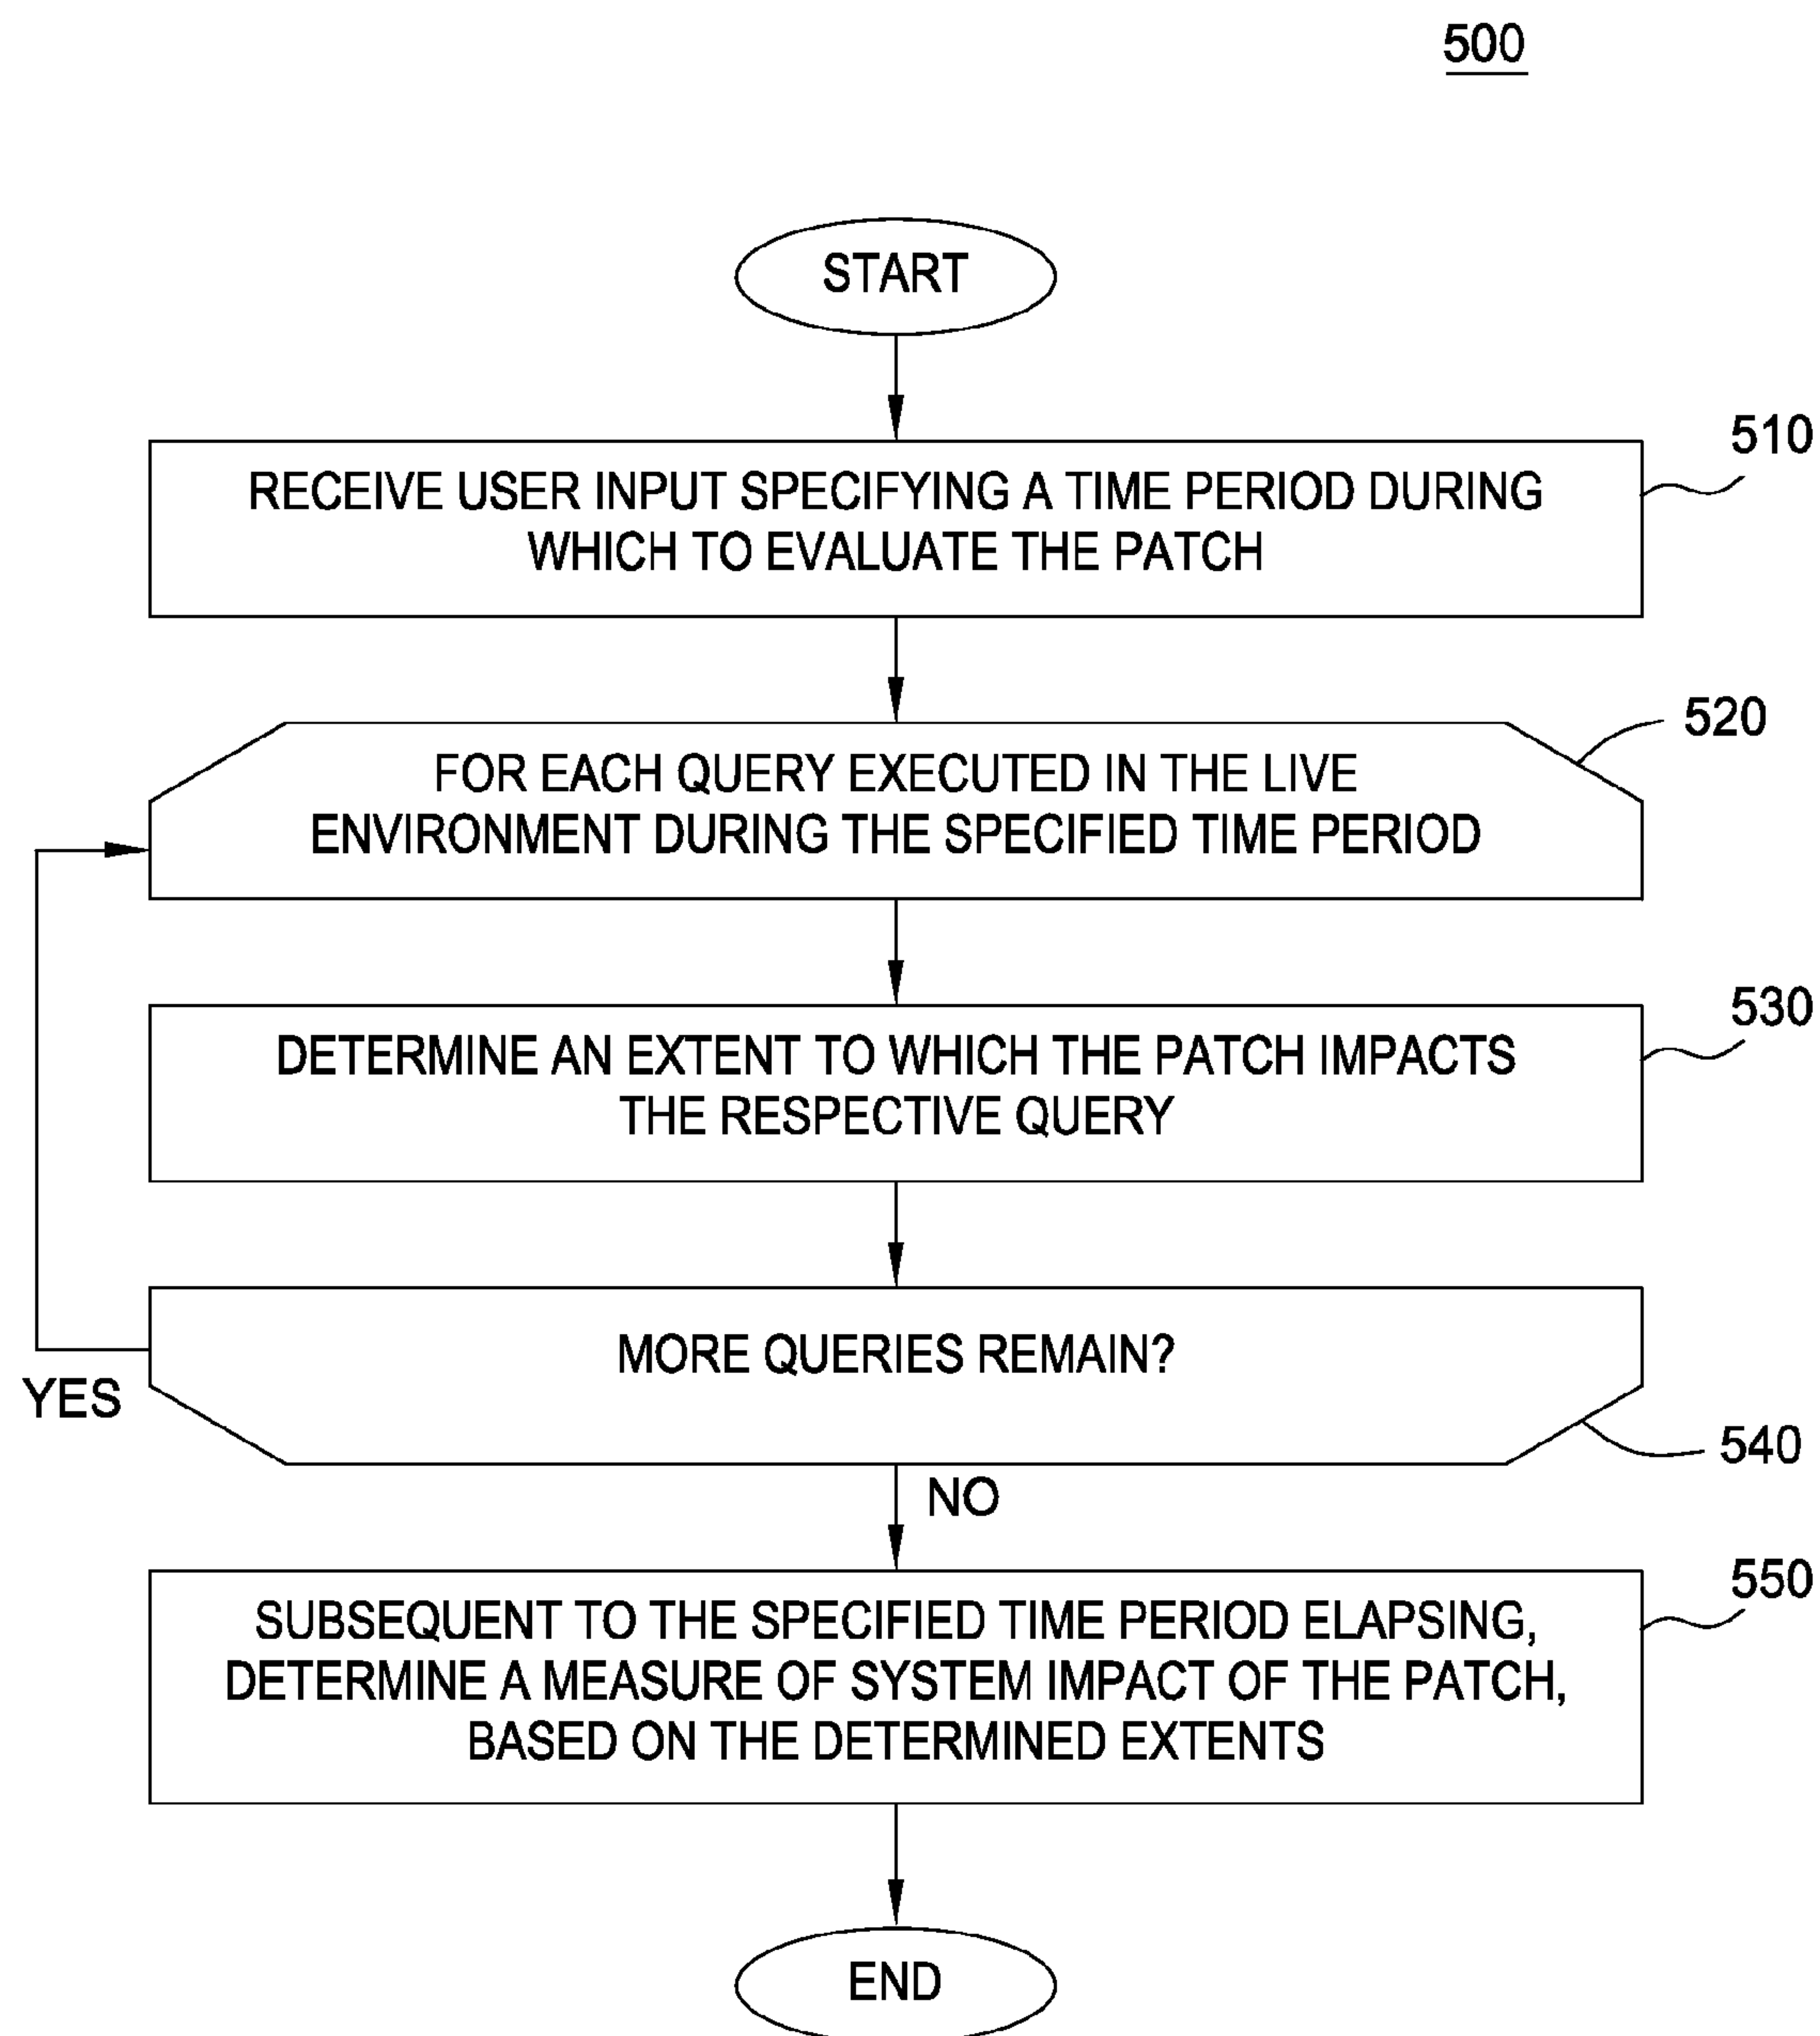 500
START
510
RECEIVE USER INPUT SPECIFYING A TIME PERIOD DURING
WHICH TO EVALUATE THE PATCH
520
FOR EACH QUERY EXECUTED IN THE LIVE
ENVIRONMENT DURING THE SPECIFIED TIME PERIOD
530
DETERMINE AN EXTENT TO WHICH THE PATCH IMPACTS
THE RESPECTIVE QUERY
MORE QUERIES REMAIN?
YES
540
NO
550
SUBSEQUENT TO THE SPECIFIED TIME PERIOD ELAPSING,
DETERMINE A MEASURE OF SYSTEM IMPACT OF THE PATCH,
BASED ON THE DETERMINED EXTENTS
END